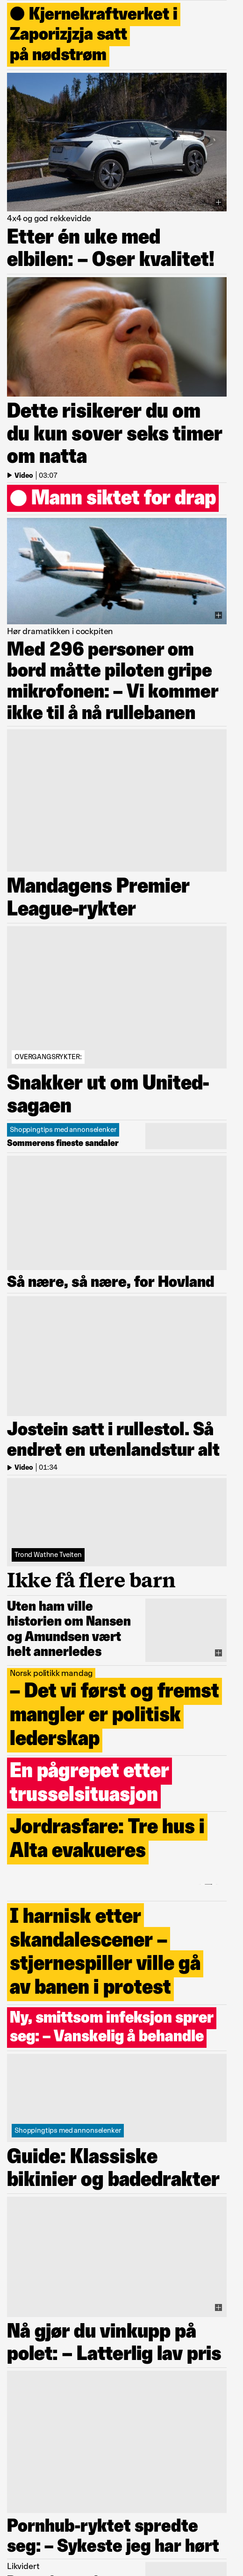 Kjernekraftverket i
Zaporizjzja satt
på nødstrøm
4x4 og god rekkevidde
Etter én uke med
elbilen: – Oser kvalitet!
Dette risikerer du om
du kun sover seks timer
om natta
Video | 03:07
Mann siktet for drap
Hør dramatikken i cockpiten
Med 296 personer om
bord måtte piloten gripe
mikrofonen: – Vi kommer
ikke til å nå rullebanen
Mandagens Premier
League-rykter
OVERGANGSRYKTER:
Snakker ut om United-
sagaen
Shoppingtips med annonselenker
Sommerens fineste sandaler
Så nære, så nære, for Hovland
Jostein satt i rullestol. Så
endret en utenlandstur alt
Video | 01:34
Trond Wathne Tveiten
Ikke få flere barn
Uten ham ville
historien om Nansen
og Amundsen vært
helt annerledes
Norsk politikk mandag
– Det vi først og fremst
mangler er politisk
lederskap
En pågrepet etter
trusselsituasjon
Jordrasfare: Tre hus i
Alta evakueres
I harnisk etter
skandalescener –
stjernespiller ville gå
av banen i protest
Ny, smittsom infeksjon sprer
seg: – Vanskelig å behandle
Shoppingtips med annonselenker
Guide: Klassiske
bikinier og badedrakter
Nå gjør du vinkupp på
polet: – Latterlig lav pris
Pornhub-ryktet spredte
seg: – Sykeste jeg har hørt
Likvidert